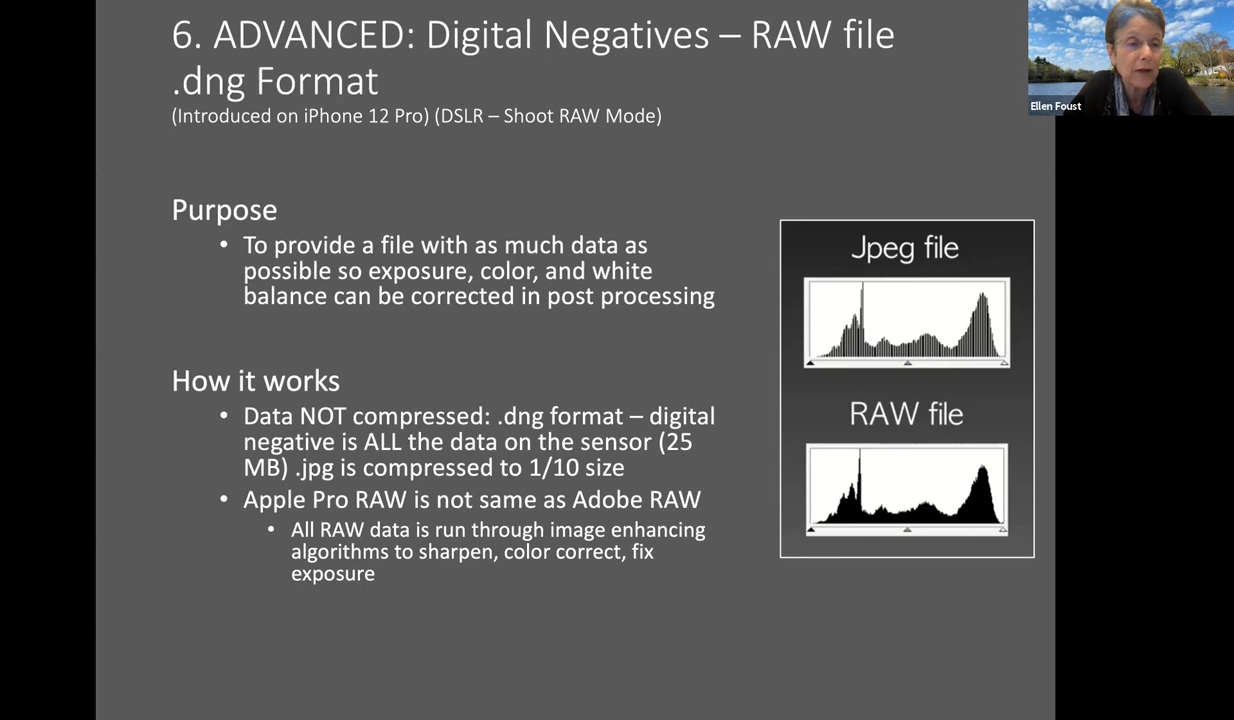 6. ADVANCED: Digital Negatives – RAW file
.dng Format
(Introduced on iPhone 12 Pro) (DSLR – Shoot RAW Mode)
Ellen Foust
Purpose
• To provide a file with as much data as
possible so exposure, color, and white
balance can be corrected in post processing
How it works
• Data NOT compressed: .dng format – digital
negative is ALL the data on the sensor (25
MB) .jpg is compressed to 1/10 size
• Apple Pro RAW is not same as Adobe RAW
• All RAW data is run through image enhancing
algorithms to sharpen, color correct, fix
exposure
Jpeg file
RAW file